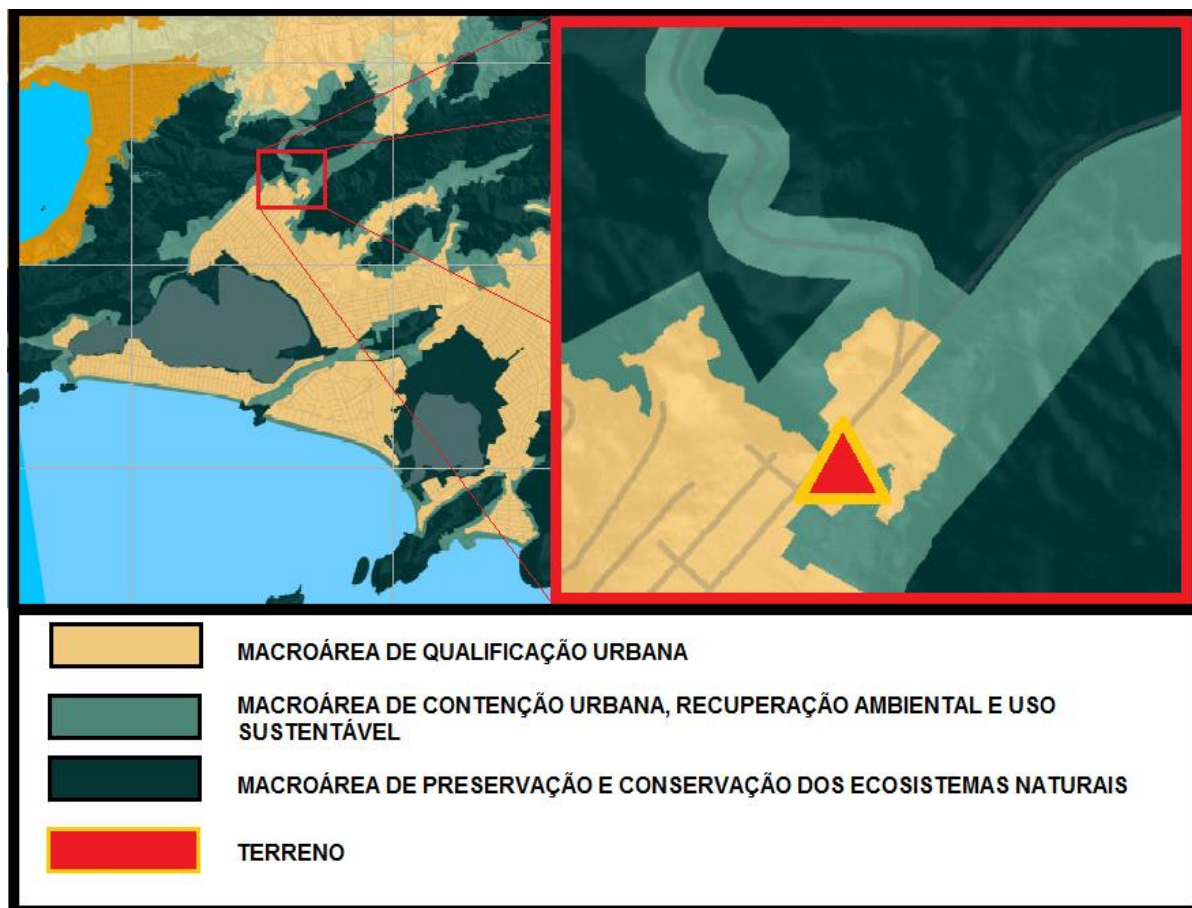 MACROÁREA DE QUALIFICAÇÃO URBANA
MACROÁREA DE CONTENÇÃO URBANA, RECUPERAÇÃO AMBIENTAL E USO
SUSTENTÁVEL
MACROÁREA DE PRESERVAÇÃO E CONSERVAÇÃO DOS ECOSISTEMAS NATURAIS
TERRENO